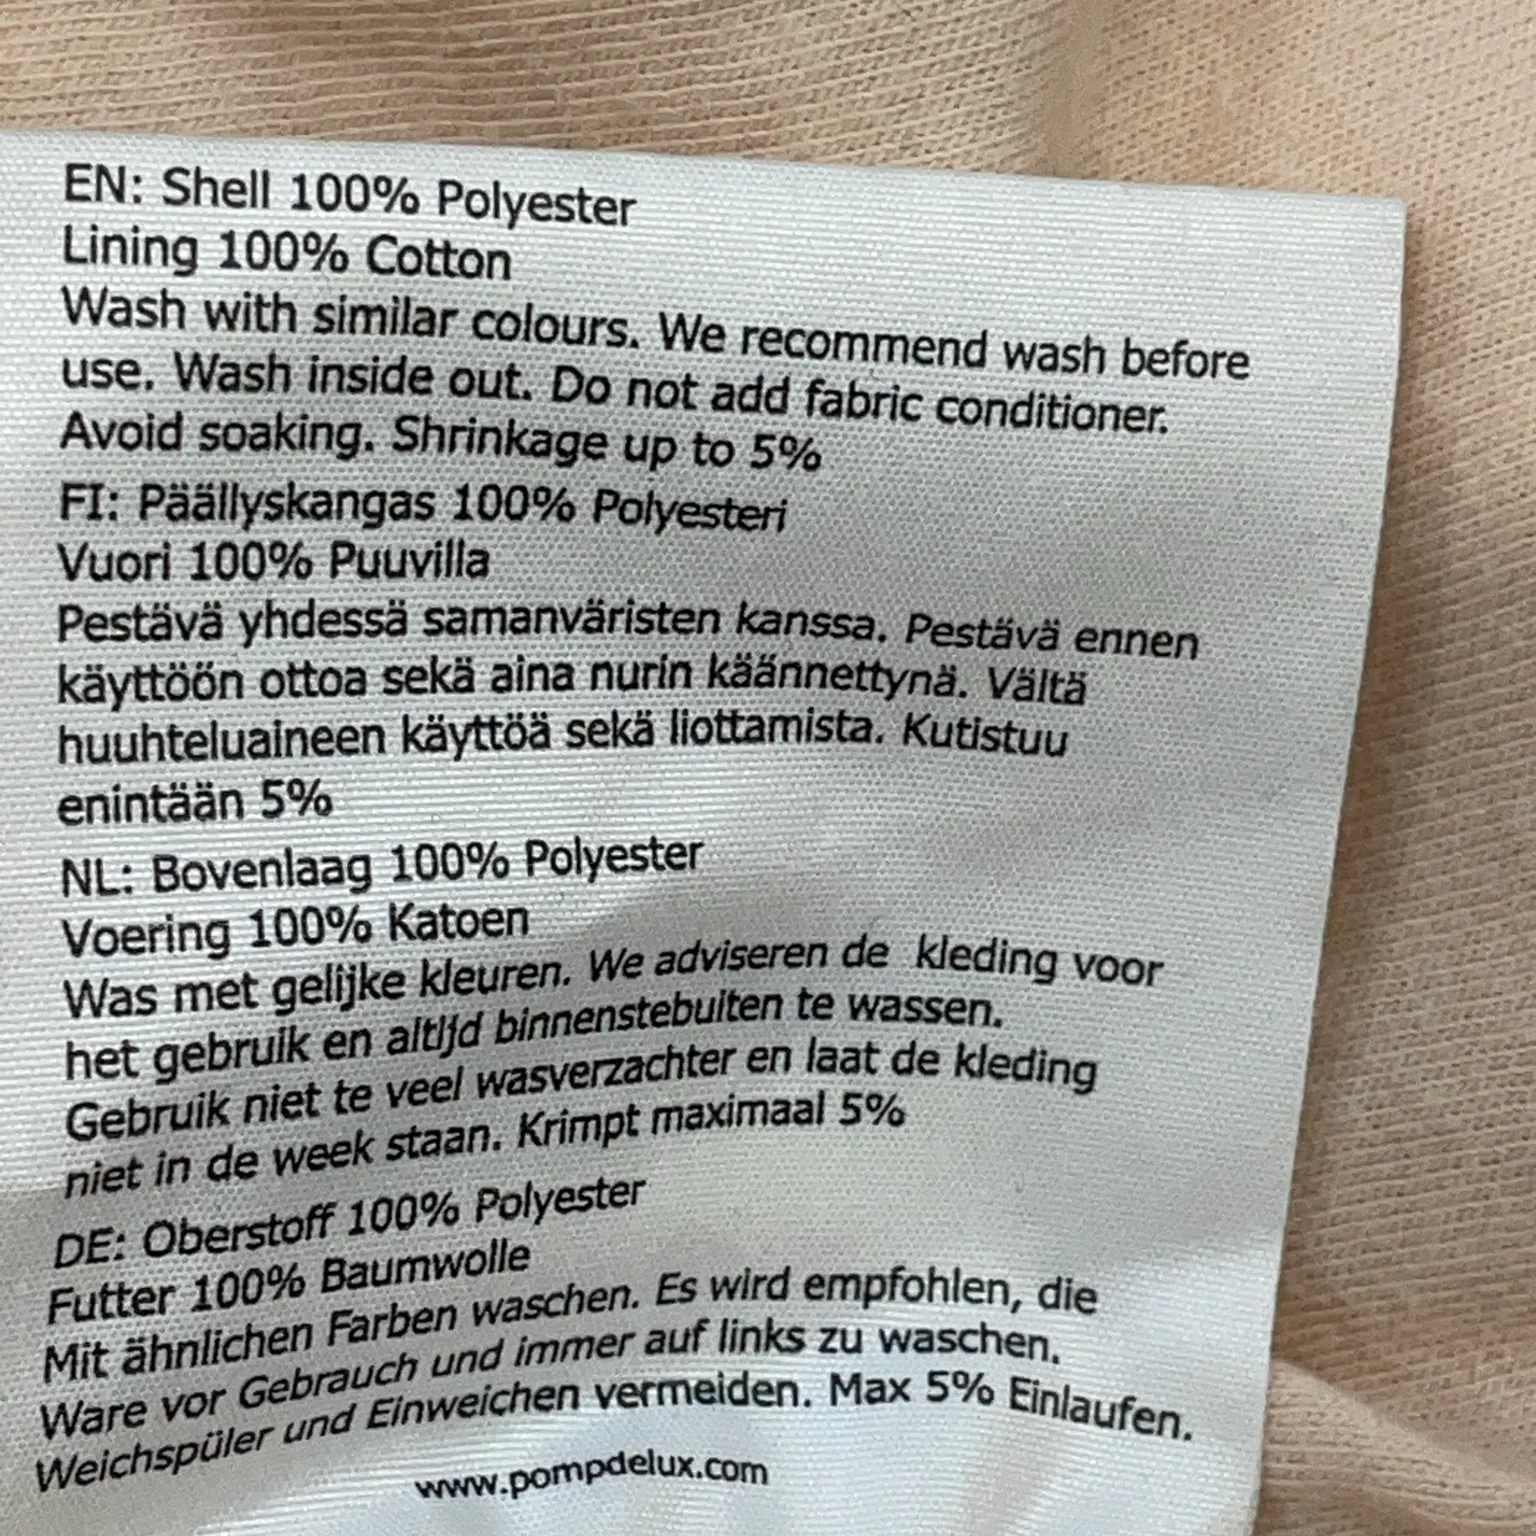 EN: Shell 100% Polyester
Lining 100% Cotton
Wash with similar colours. We recommend wash before
use. Wash inside out. Do not add fabric conditioner.
Avoid soaking. Shrinkage up to 5%
FI: Päällyskangas 100% Polyesteri
Vuori 100% Puuvilla
Pestävä yhdessä samanväristen kanssa. Pestävä ennen
käyttöön ottoa sekä aina nurin käännettynä. Vältä
huuhteluaineen käyttöä sekä liottamista. Kutistuu
enintään 5%
NL: Bovenlaag 100% Polyester
Voering 100% Katoen
Was met gelijke kleuren. We adviseren de kleding voor
het gebruik en altijd binnenstebuiten te wassen.
Gebruik niet te veel wasverzachter en laat de kleding
niet in de week staan. Krimpt maximaal 5%
DE: Oberstoff 100% Polyester
Futter 100% Baumwolle
Mit ähnlichen Farben waschen. Es wird empfohlen, die
Ware vor Gebrauch und immer auf links zu waschen.
Weichspüler und Einweichen vermeiden. Max 5% Einlaufen.
www.pompdelux.com